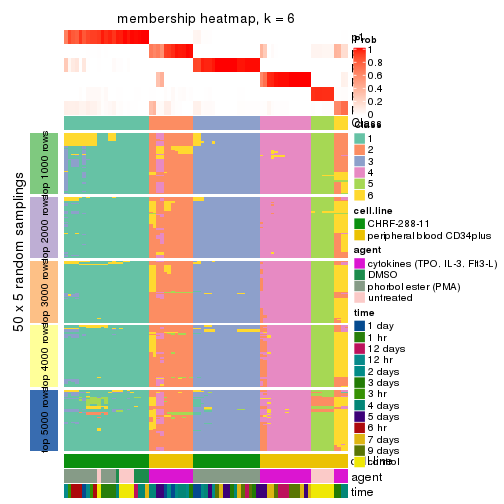 membership heatmap, k = 6
50 x 5 random samplings
top 1000 rows
top 2000 rows
top 3000 rows
top 4000 rows
top 5000 rows
p1
Class
cell.line
agent
time
Prob
1
0.8
0.6
0.4
0.2
0
Class
1
2
3
4
5
6
cell.line
CHRF-288-11
peripheral blood CD34plus
agent
cytokines (TPO, IL-3, Flt3-L)
DMSO
phorbol ester (PMA)
untreated
time
1 day
1 hr
12 days
12 hr
2 days
3 days
3 hr
4 days
5 days
6 hr
7 days
9 days
control